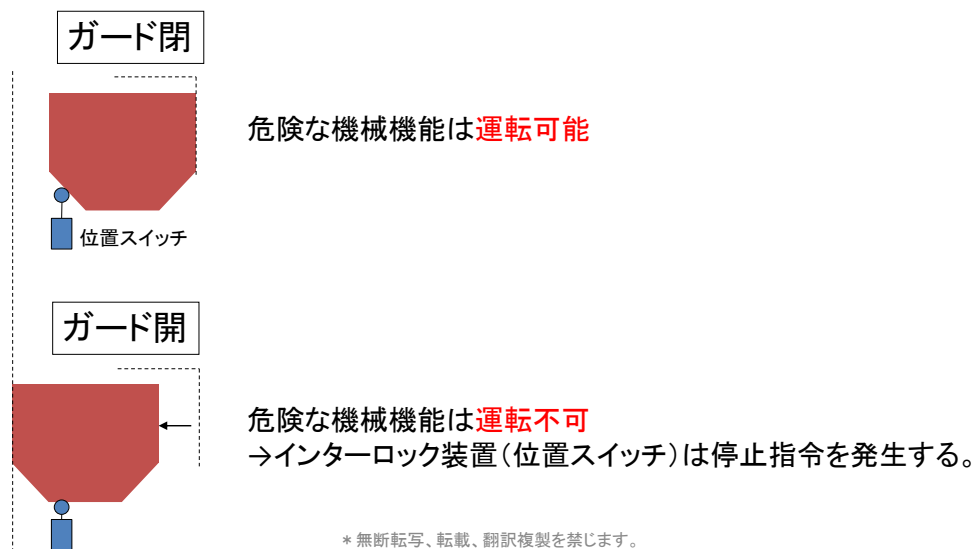 ガード閉
危険な機械機能は運転可能
位置スイッチ
ガード開
危険な機械機能は運転不可
→インターロック装置(位置スイッチ)は停止指令を発生する。
＊無断転写、転載、翻訳複製を禁じます。